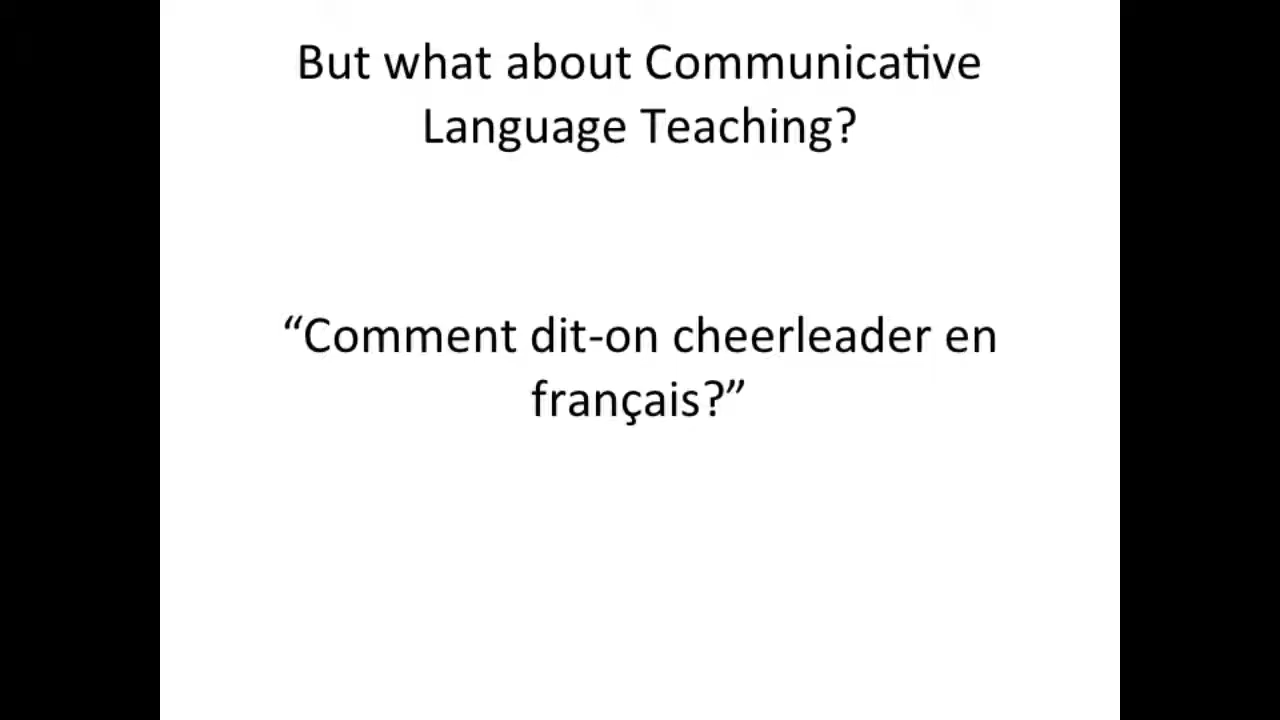 But what about Communicative
Language Teaching?
“Comment dit-on cheerleader en
français?”